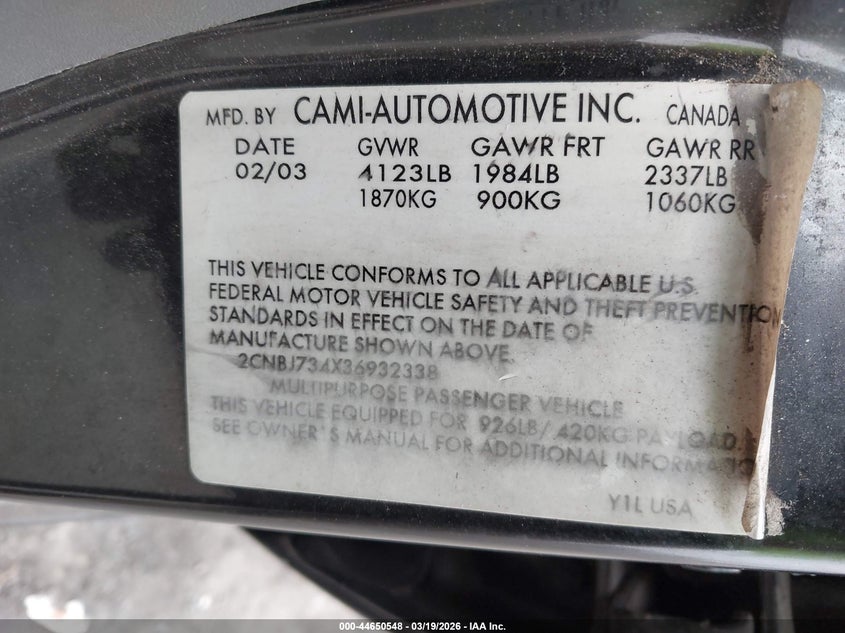 MFD. BY CAMI-AUTOMOTIVE INC. CANADA
DATE GVWR GAWR FRT GAWR RR
02/03 4123LB 1984LB 2337LB
1870KG 900KG 1060KG
THIS VEHICLE CONFORMS TO ALL APPLICABLE U.S.
FEDERAL MOTOR VEHICLE SAFETY AND THEFT PREVENTION
STANDARDS IN EFFECT ON THE DATE OF
MANUFACTURE SHOWN ABOVE.
2CNBJ734X36932338
MULTIPURPOSE PASSENGER VEHICLE
THIS VEHICLE EQUIPPED FOR 926LB/ 420KG PAYLOAD
SEE OWNER'S MANUAL FOR ADDITIONAL INFORMATIO
Y1L USA
000-44650548 - 03/19/2026 - IAA Inc.